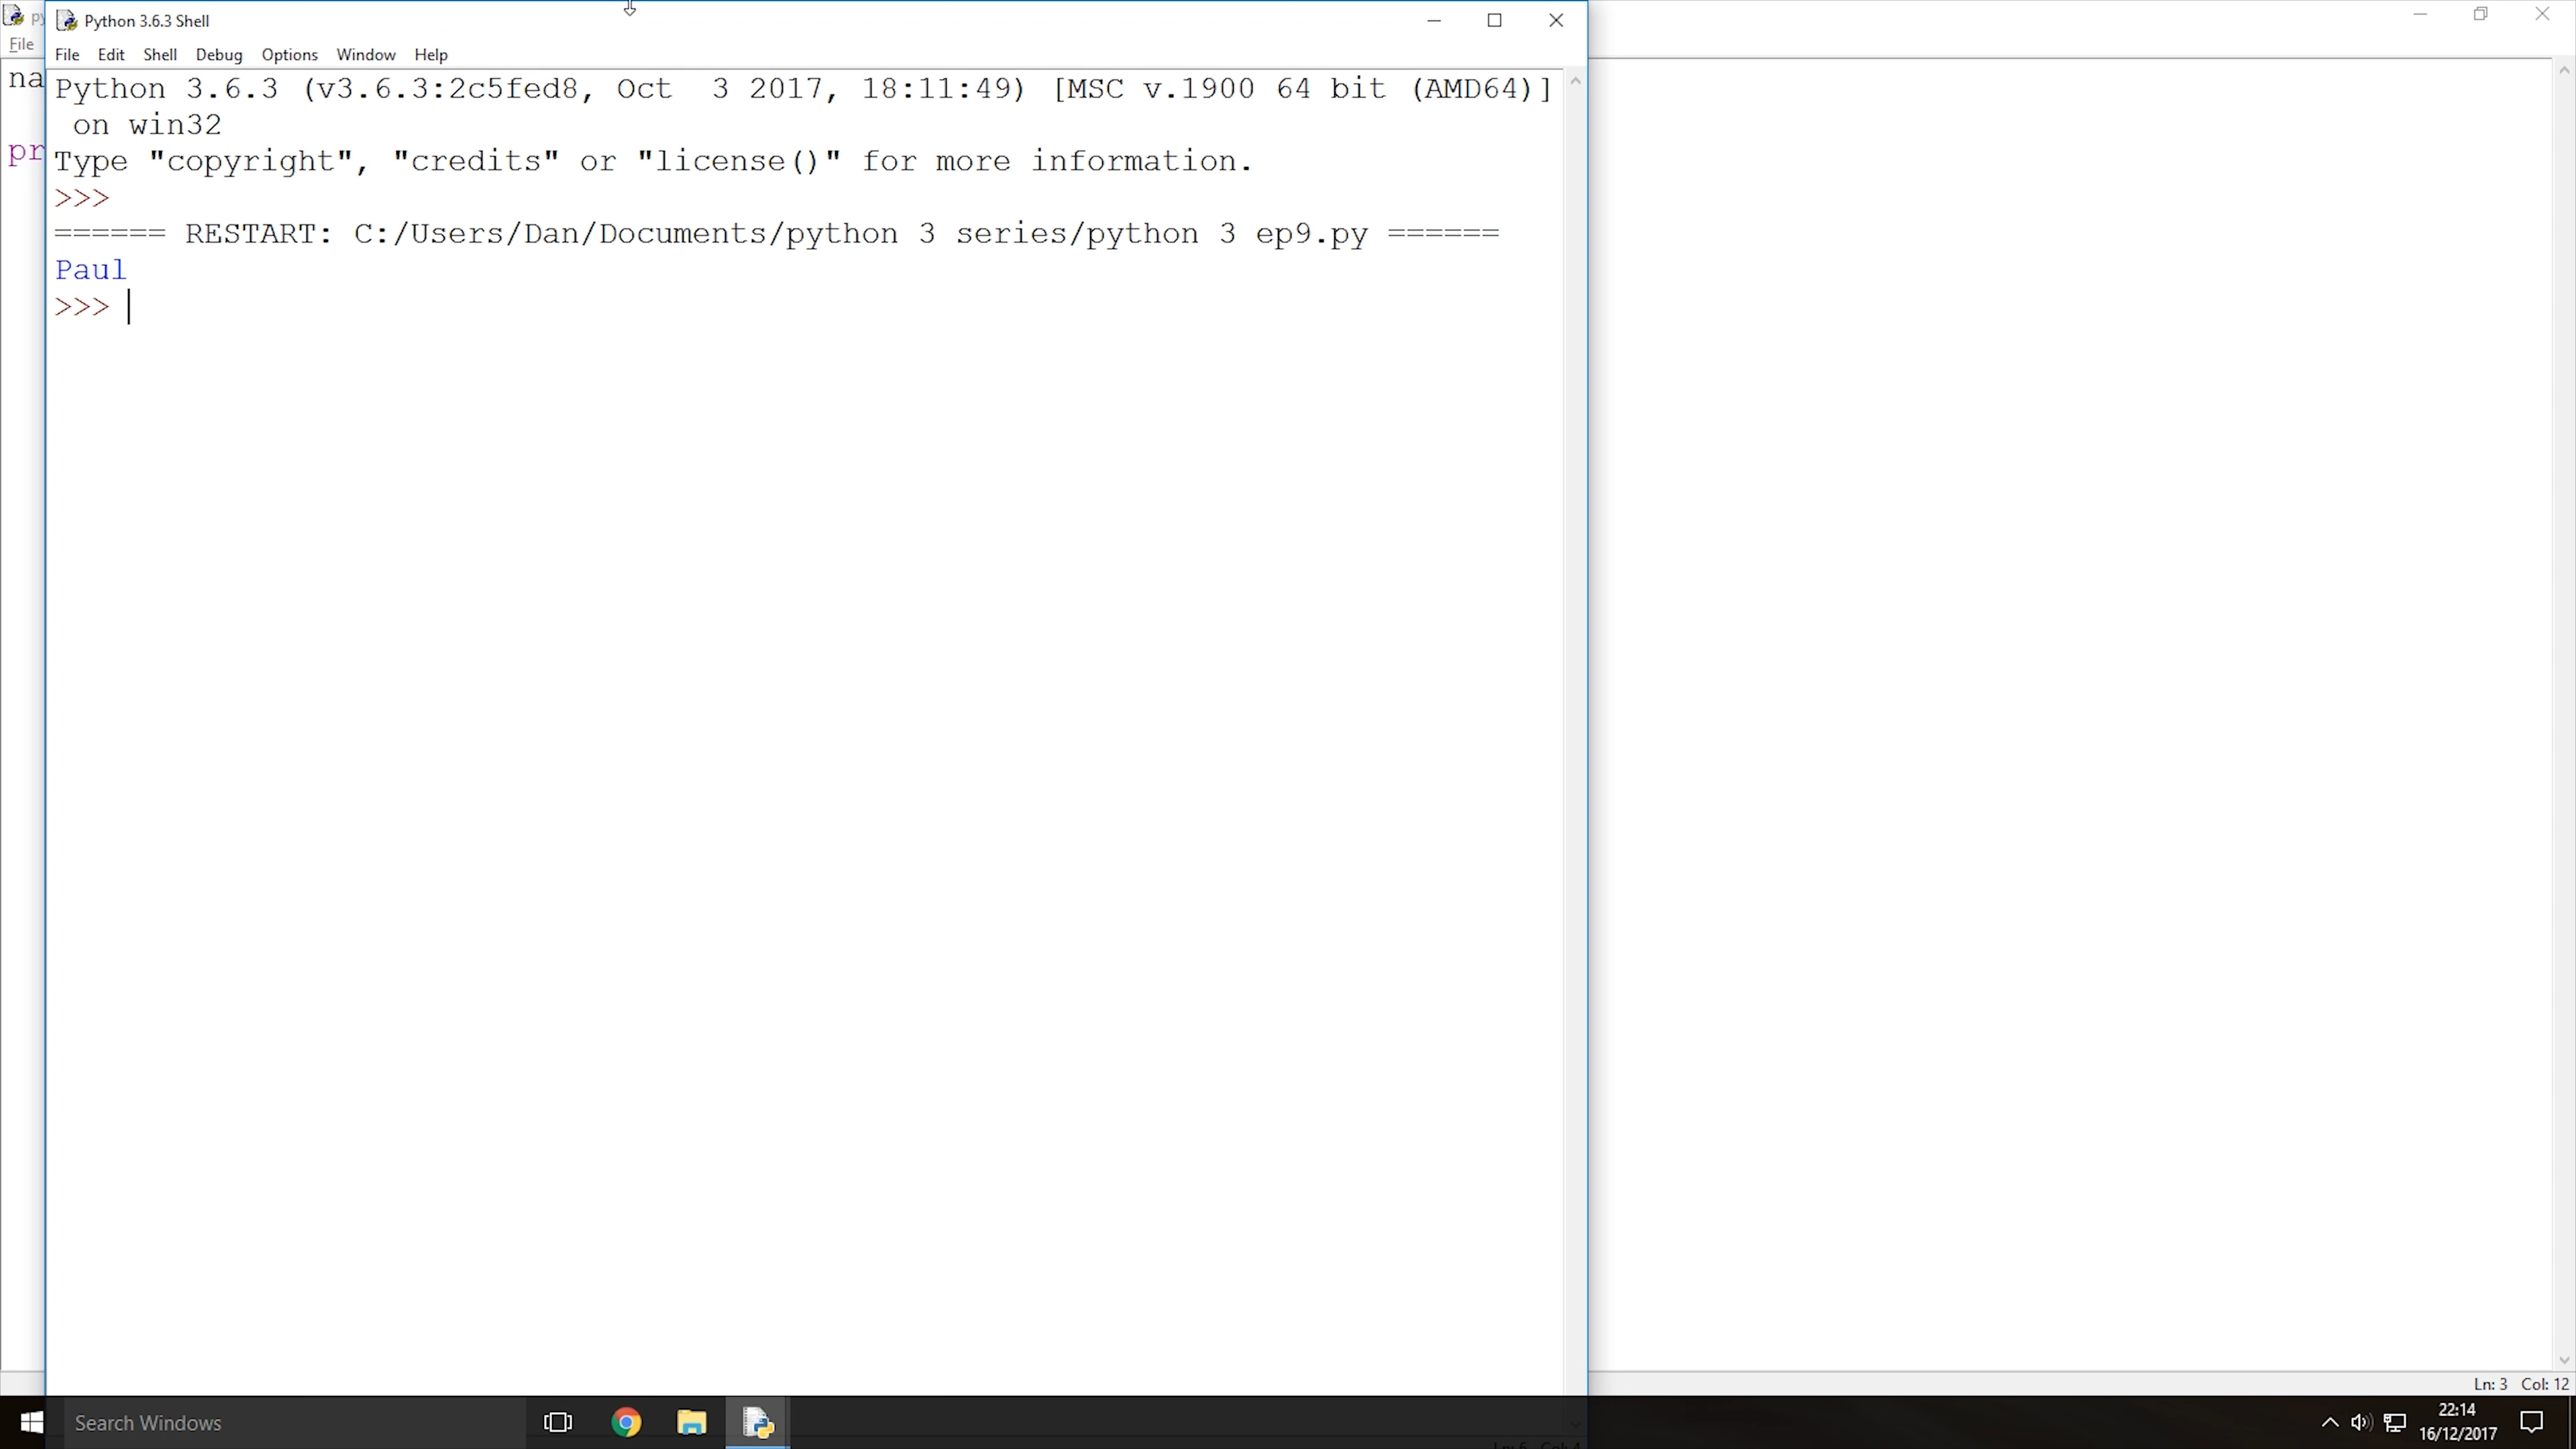 py
Python 3.6.3 Shell
File
File Edit Shell Debug Options Window Help
na
Python 3.6.3 (v3.6.3:2c5fed8, Oct  3 2017, 18:11:49) [MSC v.1900 64 bit (AMD64)]
on win32
pr
Type "copyright", "credits" or "license()" for more information.
>>>
====== RESTART: C:/Users/Dan/Documents/python 3 series/python 3 ep9.py ======
Paul
>>>
Ln: 3 Col: 12
Search Windows
22:14
16/12/2017